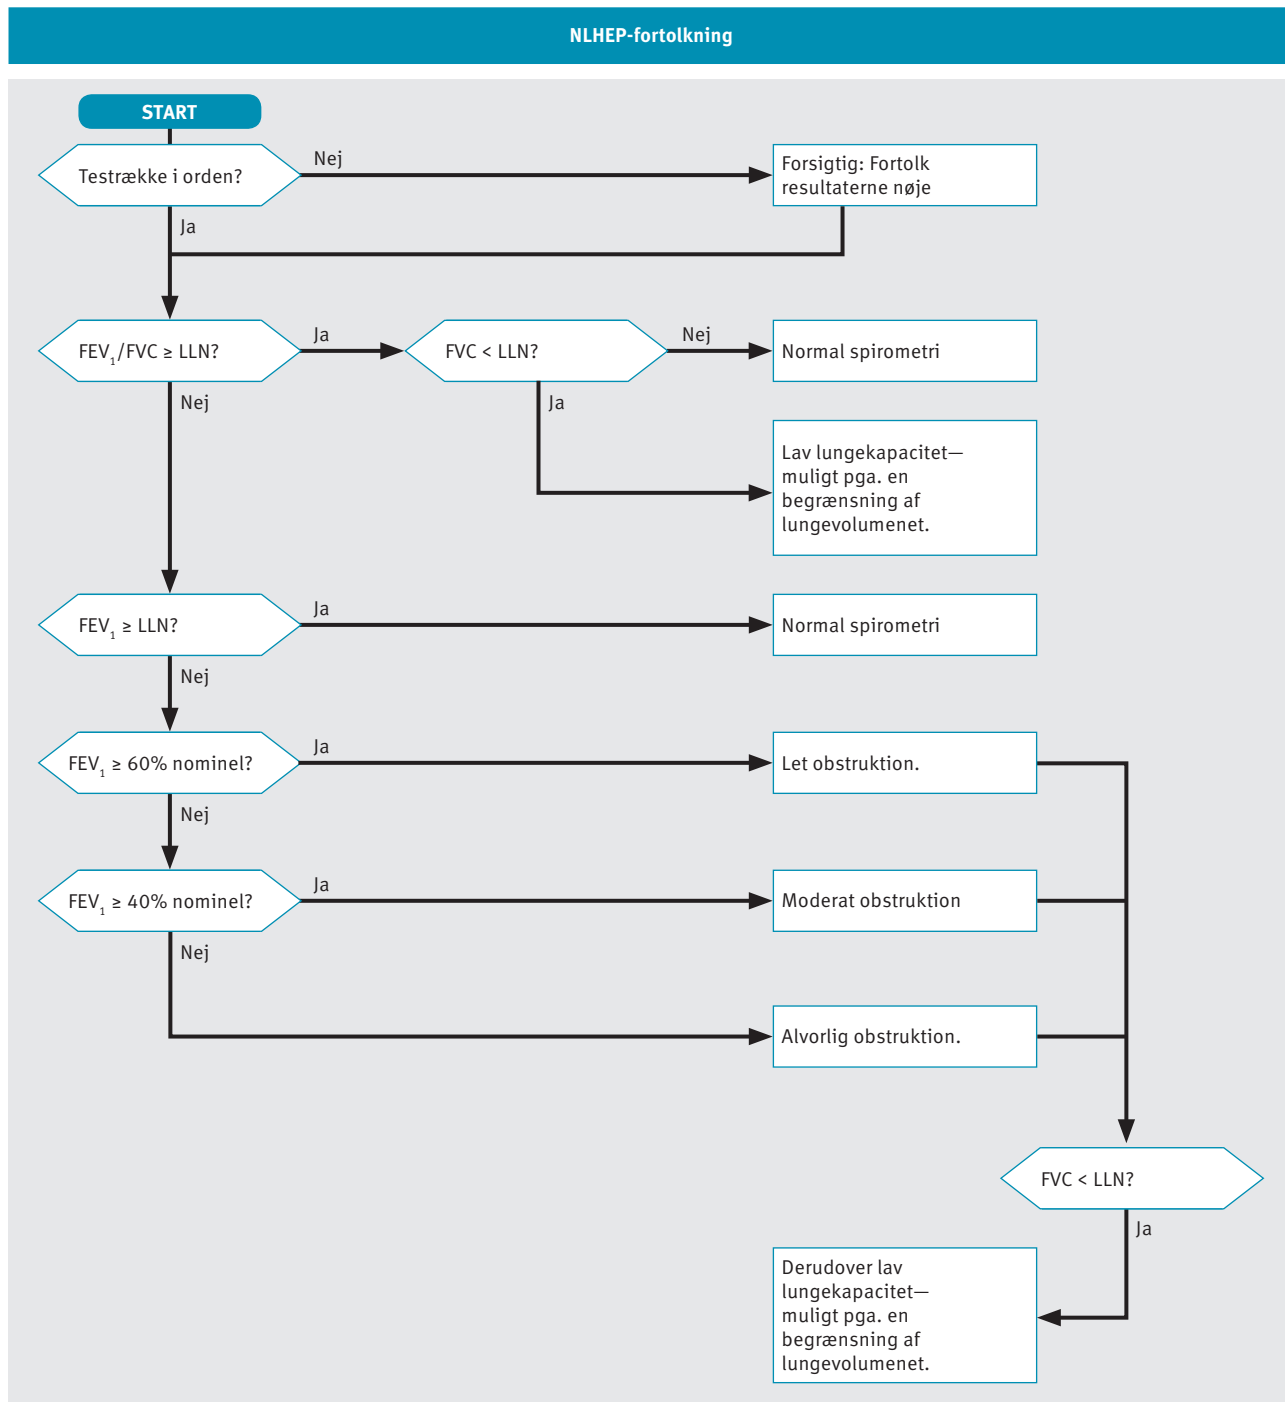 NLHEP-fortolkning
START
Testrække i orden?
Nej
Forsigtig: Fortolk
resultaterne nøje
Ja
FEV₁/FVC ≥ LLN?
Ja
FVC < LLN?
Nej
Normal spirometri
Nej
Ja
Lav lungekapacitet—
muligt pga. en
begrænsning af
lungevolumenet.
FEV₁ ≥ LLN?
Ja
Normal spirometri
Nej
FEV₁ ≥ 60% nominel?
Ja
Let obstruktion.
Nej
FEV₁ ≥ 40% nominel?
Ja
Moderat obstruktion
Nej
Alvorlig obstruktion.
FVC < LLN?
Ja
Derudover lav
lungekapacitet—
muligt pga. en
begrænsning af
lungevolumenet.